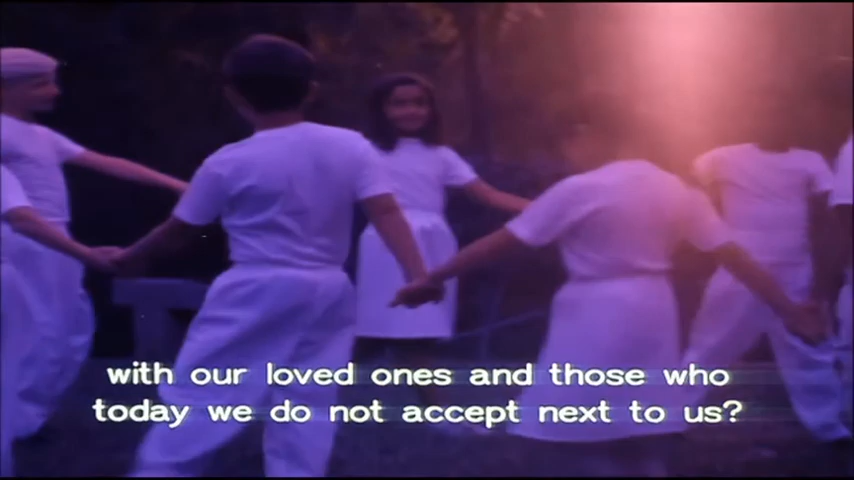 with our loved ones and those who
today we do not accept next to us?